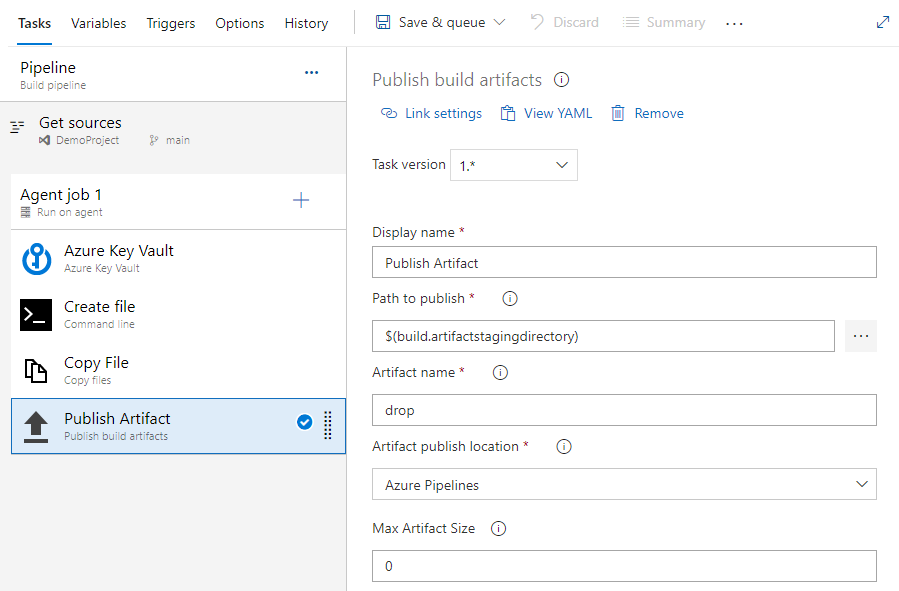 Tasks Variables Triggers Options History Save & queue Discard Summary ...
Pipeline
Build pipeline
Get sources
DemoProject main
Agent job 1
Run on agent
Azure Key Vault
Azure Key Vault
Create file
Command line
Copy File
Copy files
Publish Artifact
Publish build artifacts
Publish build artifacts
Link settings View YAML Remove
Task version 1.*
Display name *
Publish Artifact
Path to publish *
$(build.artifactstagingdirectory)
Artifact name *
drop
Artifact publish location *
Azure Pipelines
Max Artifact Size
0